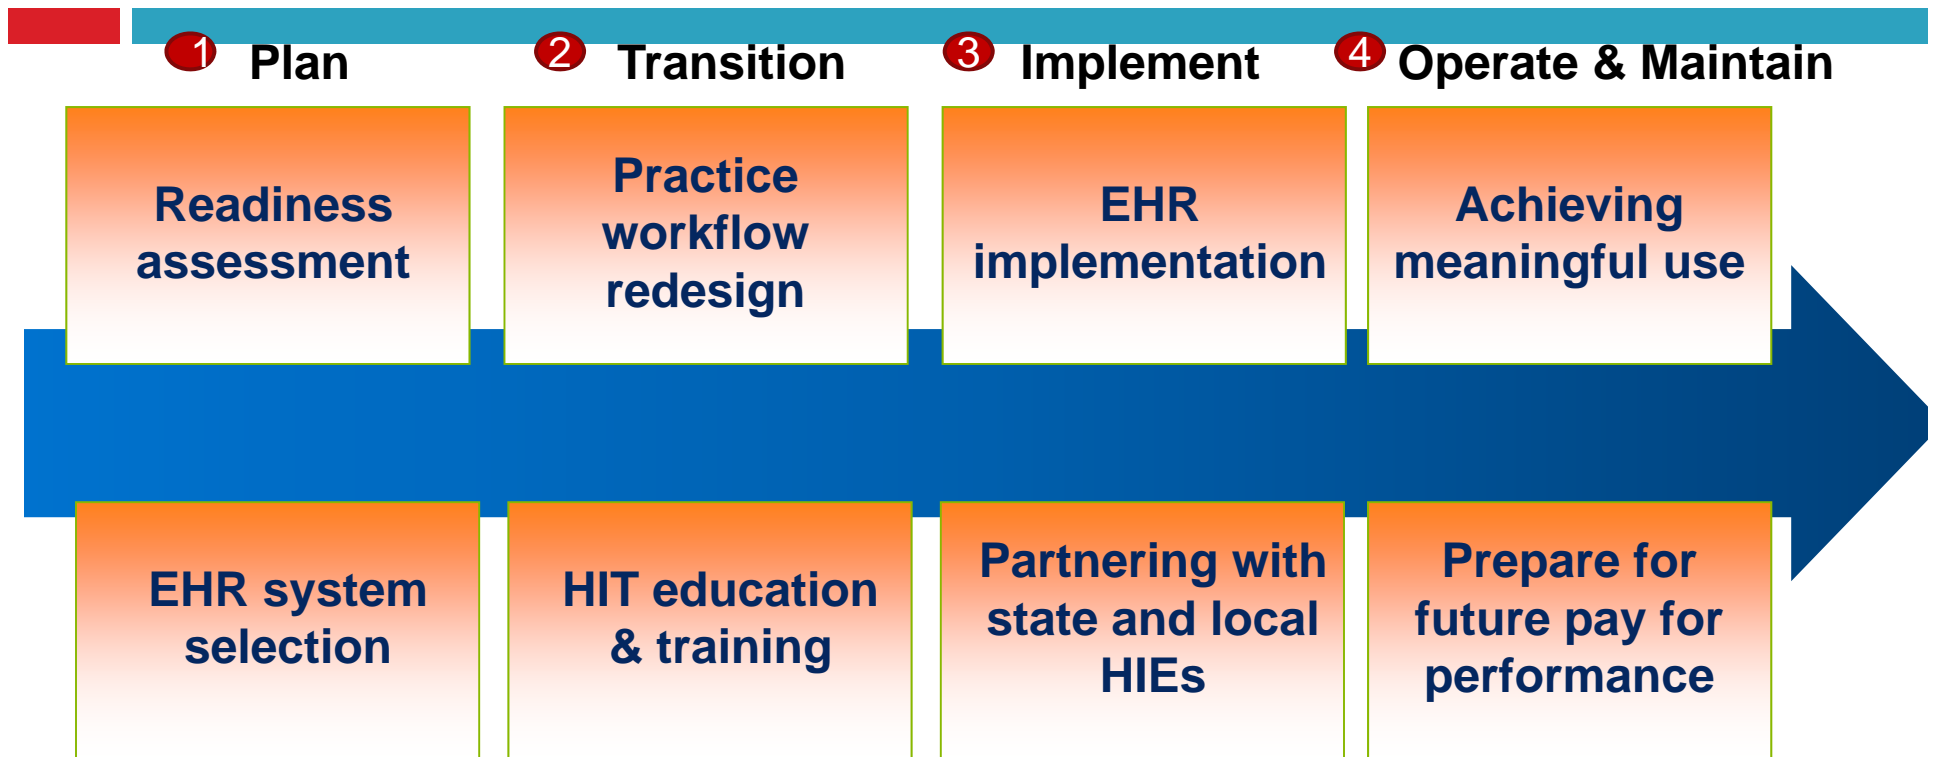 1 Plan
2 Transition
3 Implement
4 Operate & Maintain
Readiness
assessment
Practice
workflow
redesign
EHR
implementation
Achieving
meaningful use
EHR system
selection
HIT education
& training
Partnering with
state and local
HIEs
Prepare for
future pay for
performance